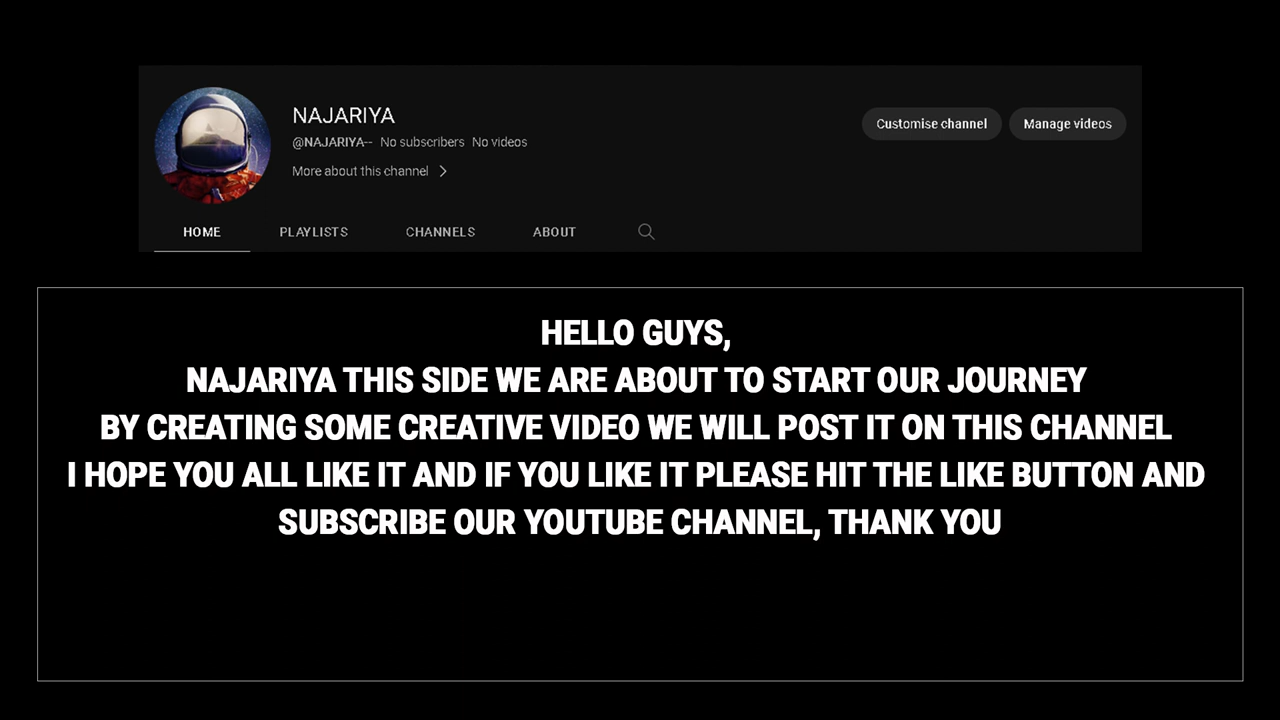 NAJARIYA
@NAJARIYA-- No subscribers No videos
More about this channel
Customise channel Manage videos
HOME PLAYLISTS CHANNELS ABOUT
HELLO GUYS,
NAJARIYA THIS SIDE WE ARE ABOUT TO START OUR JOURNEY
BY CREATING SOME CREATIVE VIDEO WE WILL POST IT ON THIS CHANNEL
I HOPE YOU ALL LIKE IT AND IF YOU LIKE IT PLEASE HIT THE LIKE BUTTON AND
SUBSCRIBE OUR YOUTUBE CHANNEL, THANK YOU